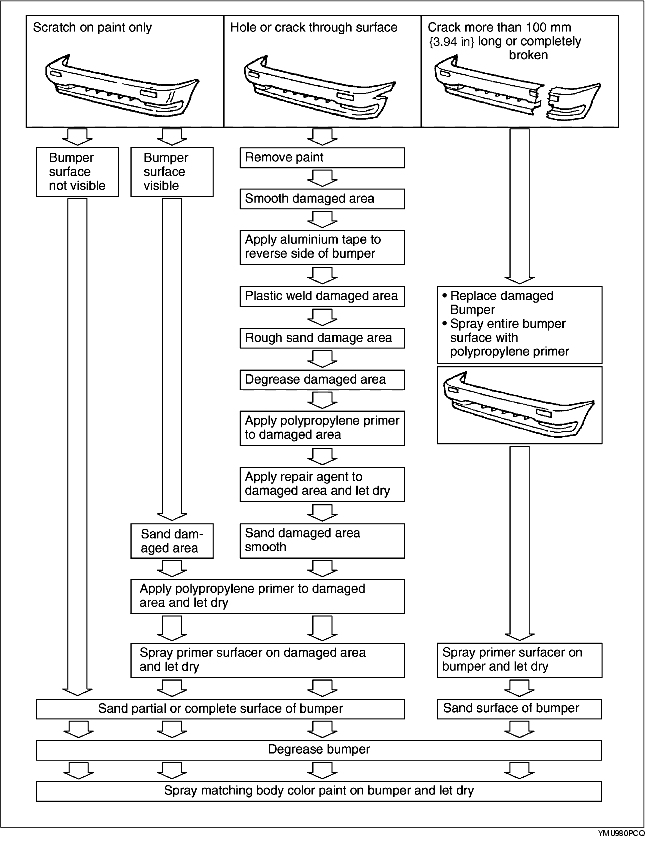 Scratch on paint only
Hole or crack through surface
Crack more than 100 mm
{3.94 in} long or completely
broken
Bumper
surface
not visible
Bumper
surface
visible
Remove paint
Smooth damaged area
Apply aluminium tape to
reverse side of bumper
Plastic weld damaged area
• Replace damaged
Bumper
• Spray entire bumper
surface with
polypropylene primer
Rough sand damage area
Degrease damaged area
Apply polypropylene primer
to damaged area
Apply repair agent to
damaged area and let dry
Sand dam-
aged area
Sand damaged area
smooth
Apply polypropylene primer to damaged
area and let dry
Spray primer surfacer on damaged area
and let dry
Spray primer surfacer on
bumper and let dry
Sand partial or complete surface of bumper
Sand surface of bumper
Degrease bumper
Spray matching body color paint on bumper and let dry
YMU980PCO